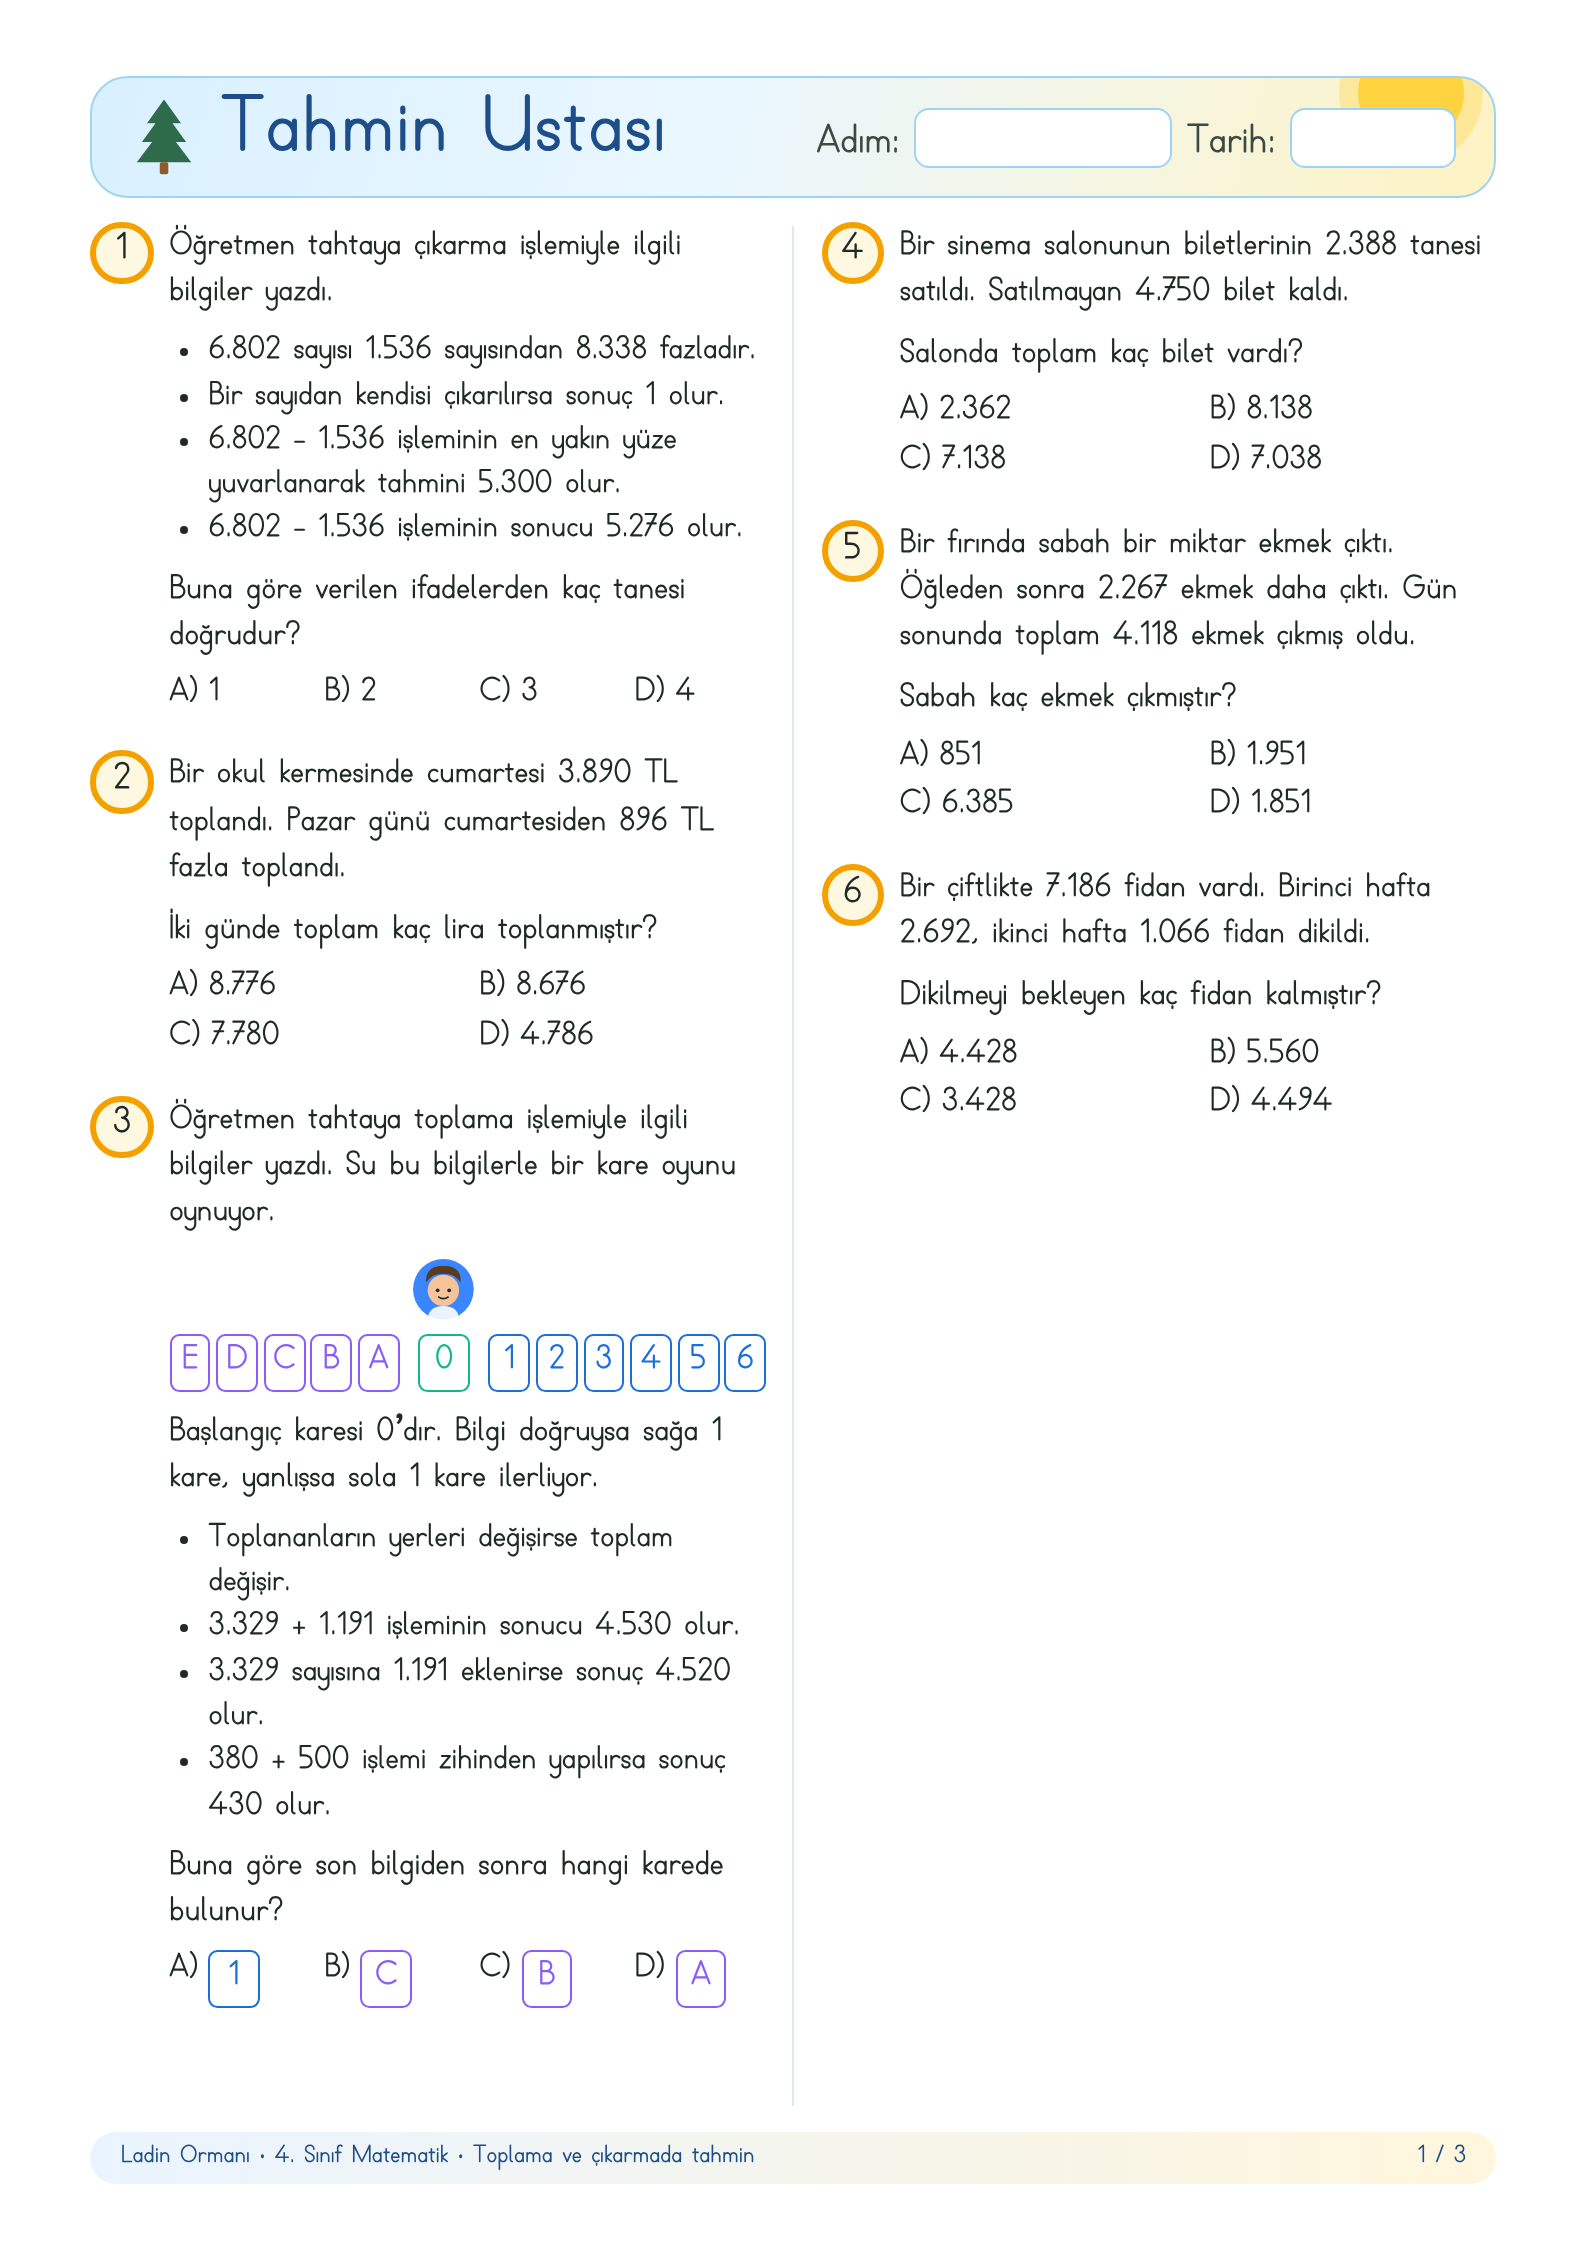 Tahmin Ustası
Adım:
Tarih:
1
Öğretmen tahtaya çıkarma işlemiyle ilgili
bilgiler yazdı.
• 6.802 sayısı 1.536 sayısından 8.338 fazladır.
• Bir sayıdan kendisi çıkarılırsa sonuç 1 olur.
• 6.802 - 1.536 işleminin en yakın yüze
yuvarlanarak tahmini 5.300 olur.
• 6.802 - 1.536 işleminin sonucu 5.276 olur.
Buna göre verilen ifadelerden kaç tanesi
doğrudur?
A) 1 B) 2 C) 3 D) 4
2
Bir okul kermesinde cumartesi 3.890 TL
toplandı. Pazar günü cumartesiden 896 TL
fazla toplandı.
İki günde toplam kaç lira toplanmıştır?
A) 8.776 B) 8.676
C) 7.780 D) 4.786
3
Öğretmen tahtaya toplama işlemiyle ilgili
bilgiler yazdı. Su bu bilgilerle bir kare oyunu
oynuyor.
E D C B A 0 1 2 3 4 5 6
Başlangıç karesi 0’dır. Bilgi doğruysa sağa 1
kare, yanlışsa sola 1 kare ilerliyor.
• Toplananların yerleri değişirse toplam
değişir.
• 3.329 + 1.191 işleminin sonucu 4.530 olur.
• 3.329 sayısına 1.191 eklenirse sonuç 4.520
olur.
• 380 + 500 işlemi zihinden yapılırsa sonuç
430 olur.
Buna göre son bilgiden sonra hangi karede
bulunur?
A) 1 B) C C) B D) A
4
Bir sinema salonunun biletlerinin 2.388 tanesi
satıldı. Satılmayan 4.750 bilet kaldı.
Salonda toplam kaç bilet vardı?
A) 2.362 B) 8.138
C) 7.138 D) 7.038
5
Bir fırında sabah bir miktar ekmek çıktı.
Öğleden sonra 2.267 ekmek daha çıktı. Gün
sonunda toplam 4.118 ekmek çıkmış oldu.
Sabah kaç ekmek çıkmıştır?
A) 851 B) 1.951
C) 6.385 D) 1.851
6
Bir çiftlikte 7.186 fidan vardı. Birinci hafta
2.692, ikinci hafta 1.066 fidan dikildi.
Dikilmeyi bekleyen kaç fidan kalmıştır?
A) 4.428 B) 5.560
C) 3.428 D) 4.494
Ladin Ormanı • 4. Sınıf Matematik • Toplama ve çıkarmada tahmin
1 / 3